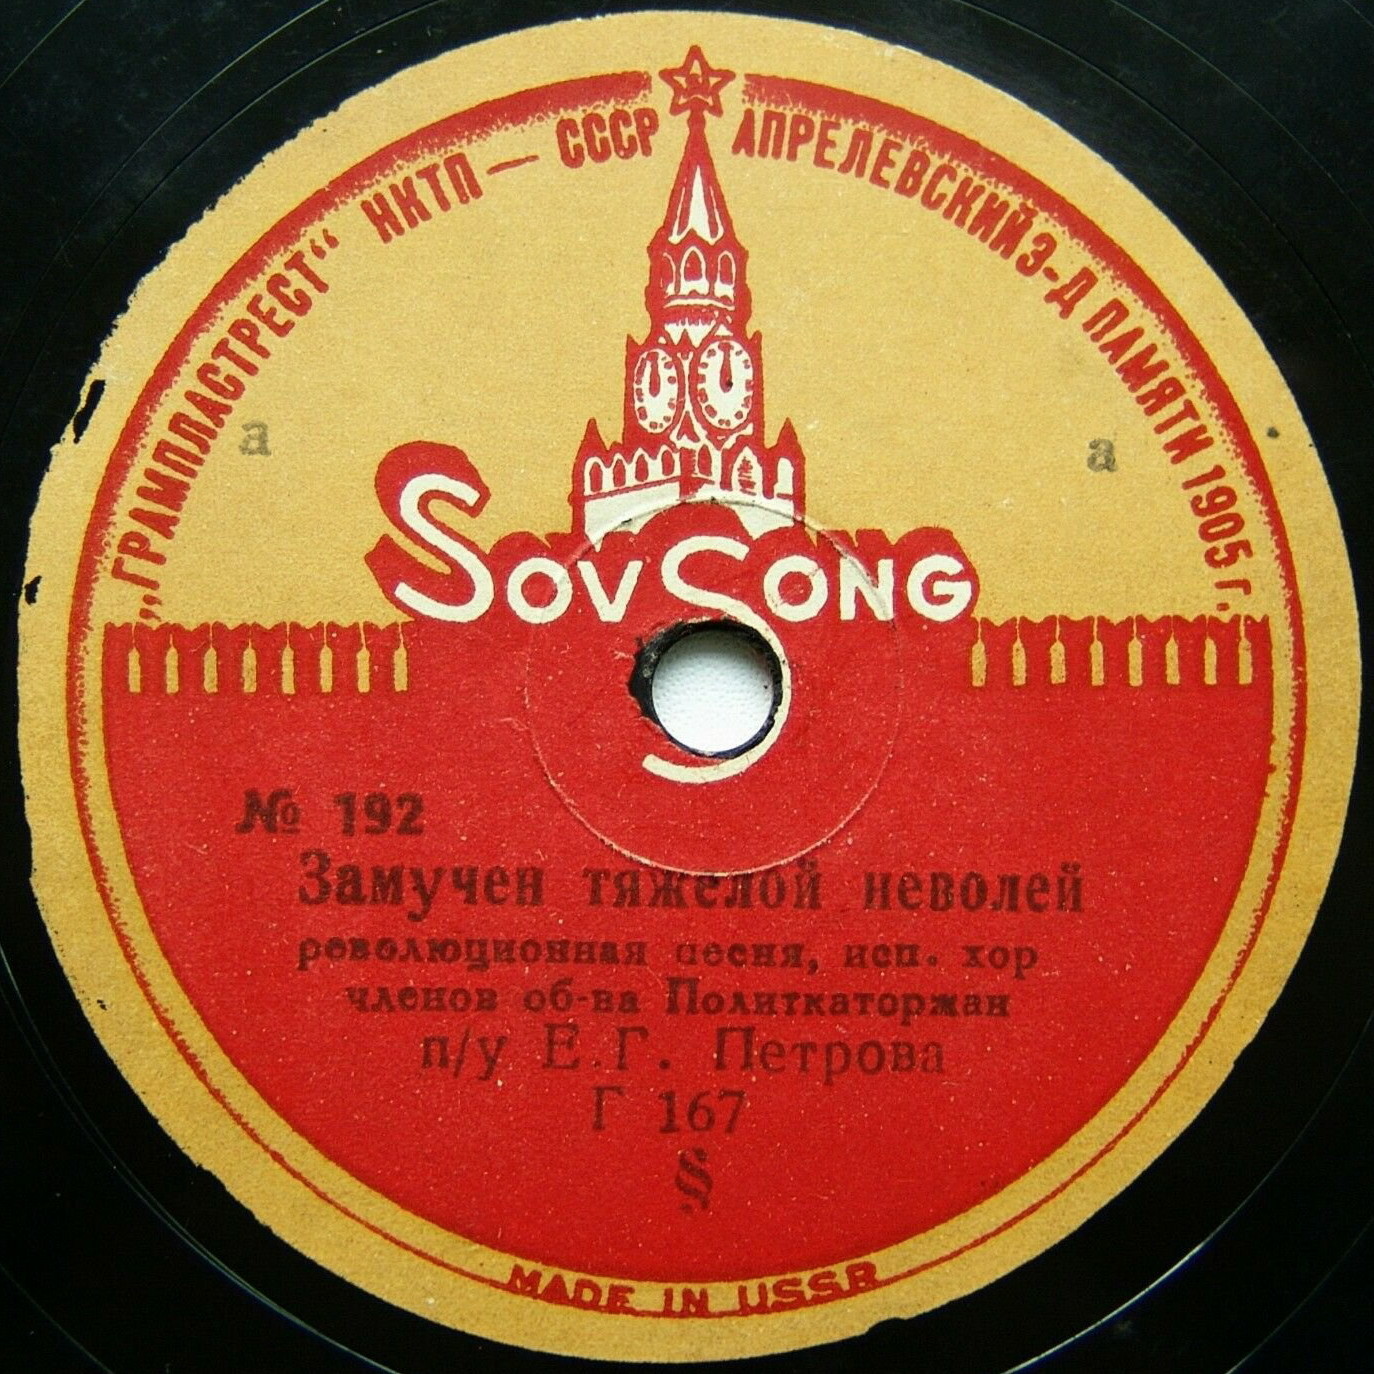 „ГРАМПЛАСТРЕСТ“ НКТП — СССР АПРЕЛЕВСКИЙ З-Д ПАМЯТИ 1905 г.
а а
SOVSONG
№ 192
Замучен тяжелой неволей
революционная песня, исп. хор
членов об-ва Политкаторжан
п/у Е.Г. Петрова
Г 167
§
MADE IN USSR